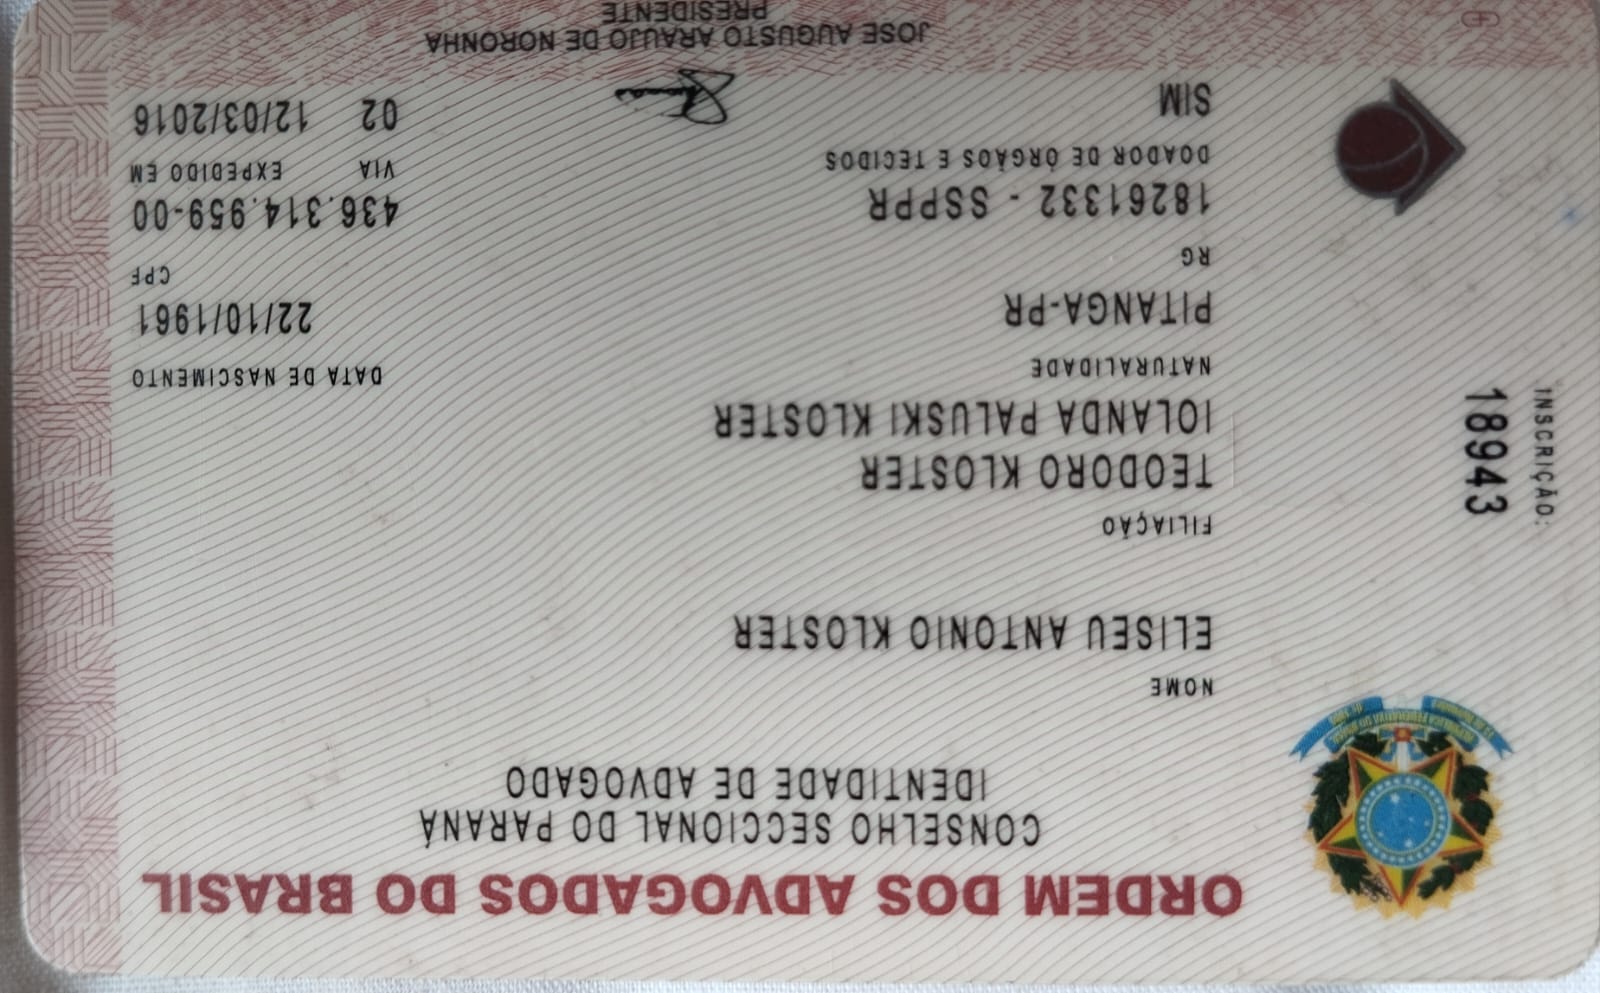 ORDEM DOS ADVOGADOS DO BRASIL
CONSELHO SECCIONAL DO PARANÁ
IDENTIDADE DE ADVOGADO
NOME
ELISEU ANTONIO KLOSTER
FILIAÇÃO
TEODORO KLOSTER
IOLANDA PALUSKI KLOSTER
NATURALIDADE
PITANGA-PR
DATA DE NASCIMENTO
22/10/1961
RG
18261332 - SSPPR
CPF
436.314.959-00
DOADOR DE ÓRGÃOS E TECIDOS
SIM
VIA
02
EXPEDIDO EM
12/03/2016
JOSE AUGUSTO ARAUJO DE NORONHA
PRESIDENTE
INSCRIÇÃO:
18943